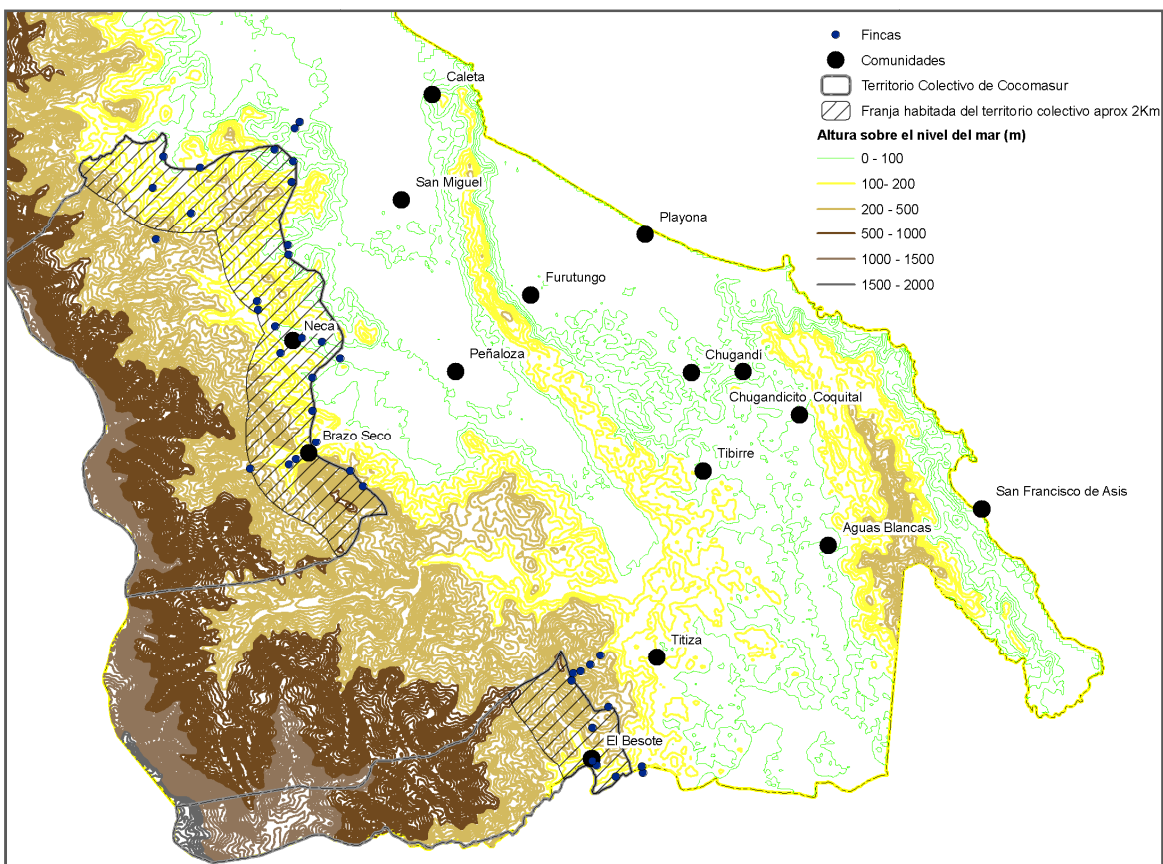 Fincas
Comunidades
Territorio Colectivo de Cocomasur
Franja habitada del territorio colectivo aprox 2Km
Altura sobre el nivel del mar (m)
0 - 100
100- 200
200 - 500
500 - 1000
1000 - 1500
1500 - 2000
Caleta
San Miguel
Playona
Furutungo
Neca
Peñaloza
Chugandi
Chugandicito Coquital
Brazo Seco
Tibirre
San Francisco de Asis
Aguas Blancas
Titiza
El Besote